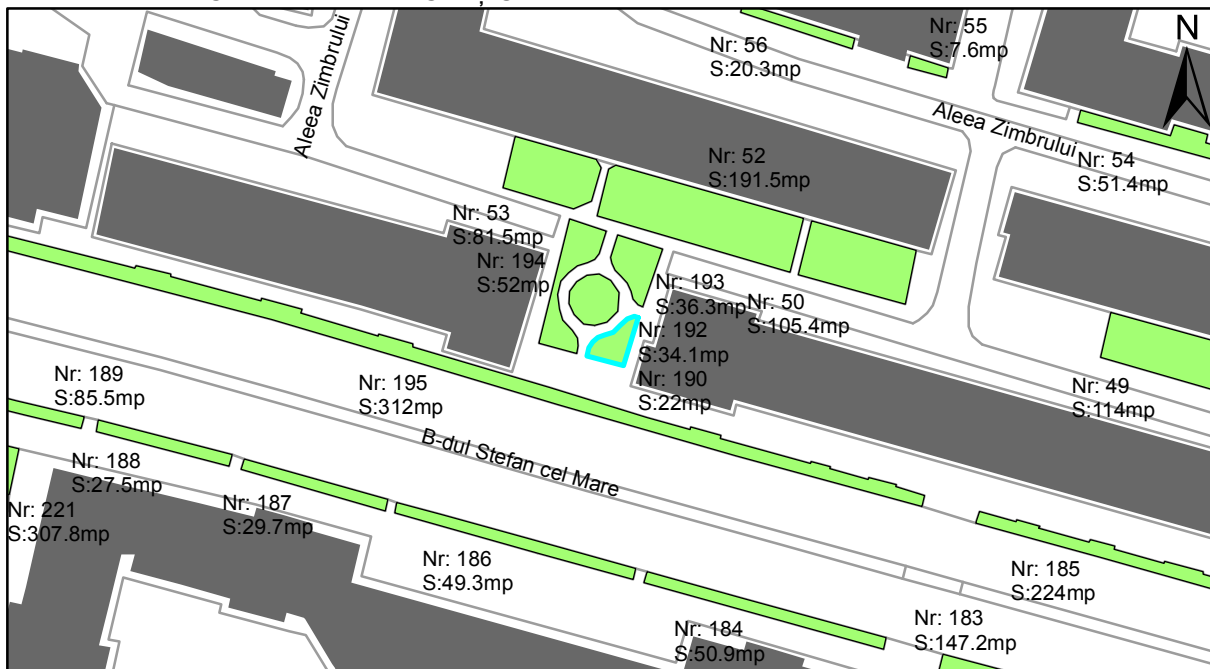 Nr: 55
S:7.6mp
N
Nr: 56
S:20.3mp
Aleea Zimbrului
Aleea Zimbrului
Nr: 52
S:191.5mp
Nr: 54
S:51.4mp
Nr: 53
S:81.5mp
Nr: 194
S:52mp
Nr: 193
S:36.3mp
Nr: 50
S:105.4mp
Nr: 192
S:34.1mp
Nr: 190
S:22mp
Nr: 189
S:85.5mp
Nr: 195
S:312mp
Nr: 49
S:114mp
B-dul Stefan cel Mare
Nr: 188
S:27.5mp
Nr: 187
S:29.7mp
Nr: 221
S:307.8mp
Nr: 186
S:49.3mp
Nr: 185
S:224mp
Nr: 184
S:50.9mp
Nr: 183
S:147.2mp